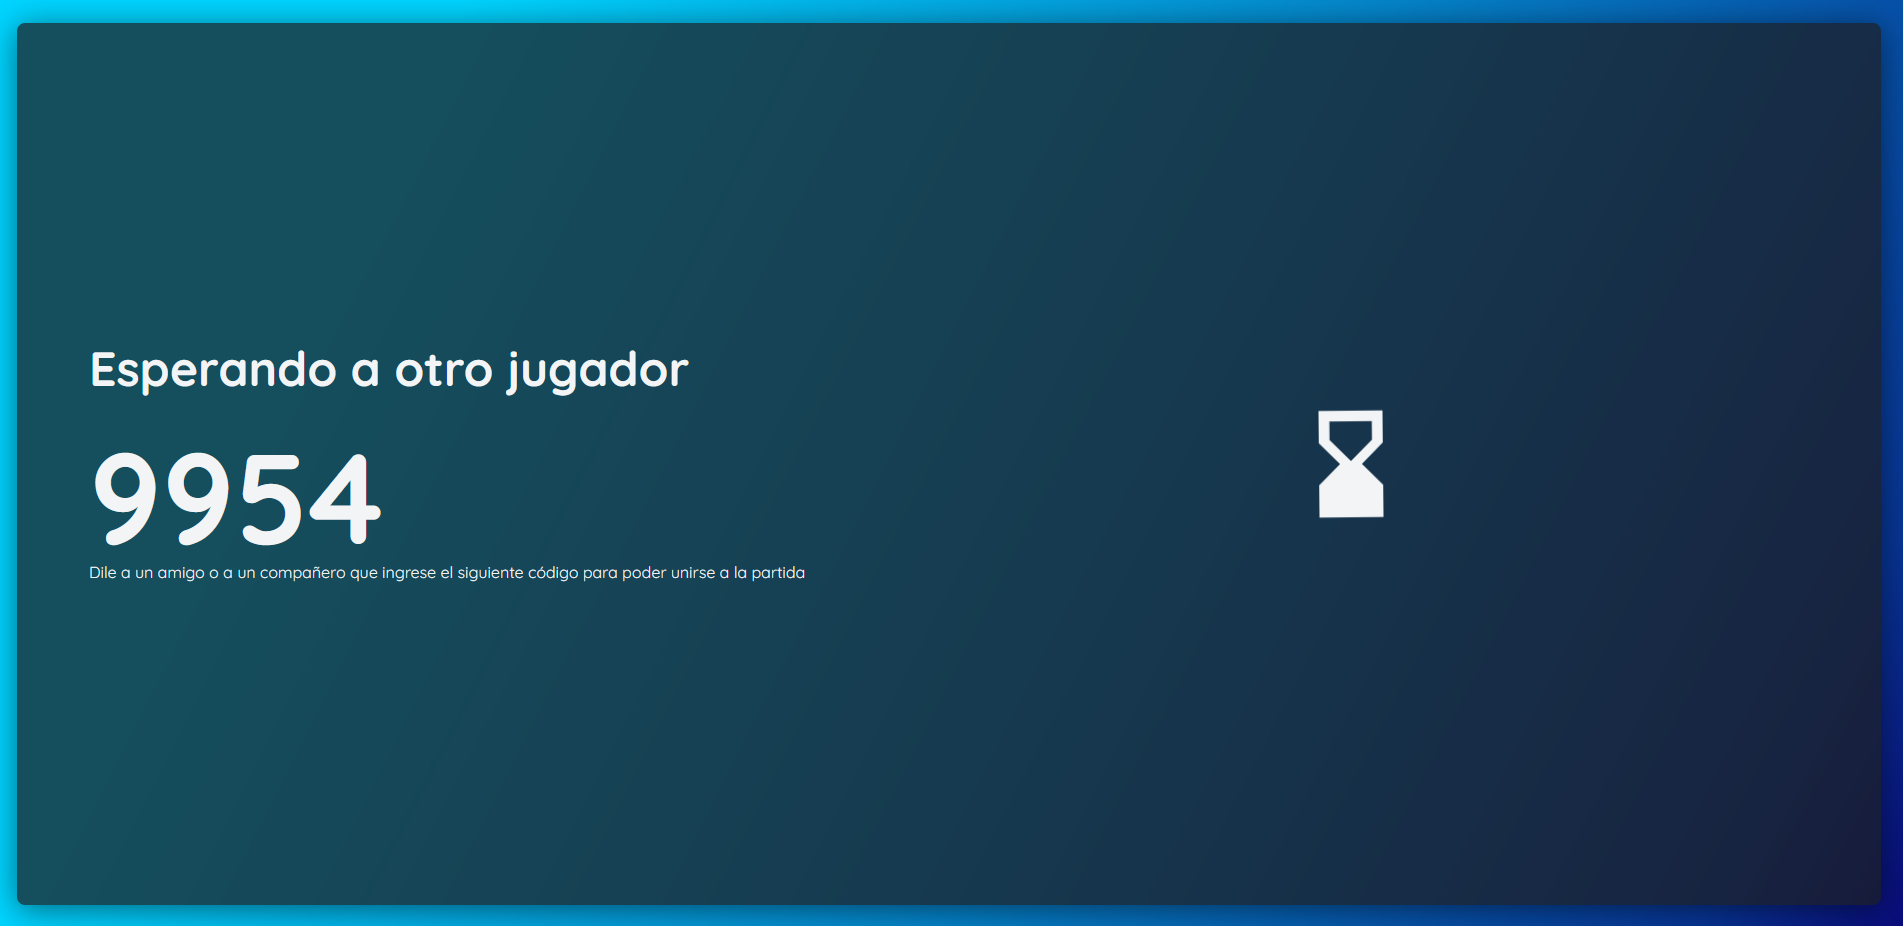 Esperando a otro jugador
9954
Dile a un amigo o a un compañero que ingrese el siguiente código para poder unirse a la partida